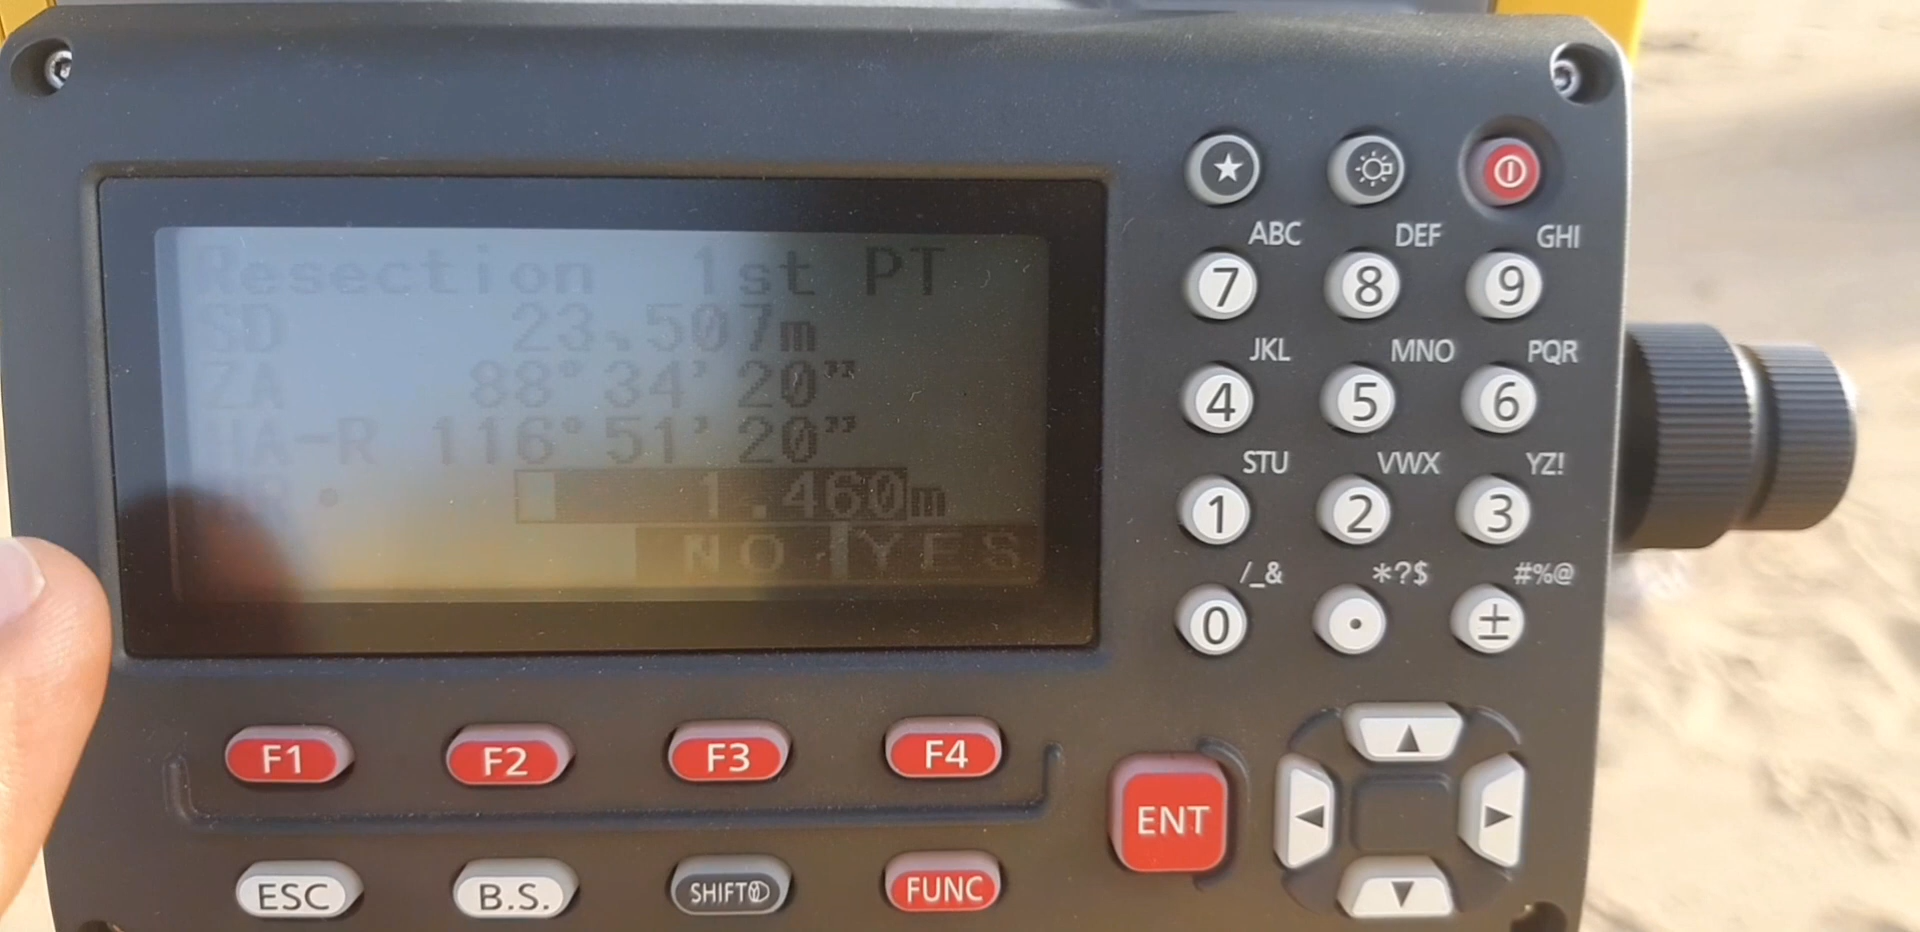 Resection 1st PT
SD 23.507m
ZA 88°34'20"
HA-R 116°51'20"
1.460m
NO YES
ABC DEF GHI
7 8 9
JKL MNO PQR
4 5 6
STU VWX YZ!
1 2 3
/_& *?$ #%@
0 • ±
F1 F2 F3 F4
ENT
ESC B.S. SHIFT FUNC